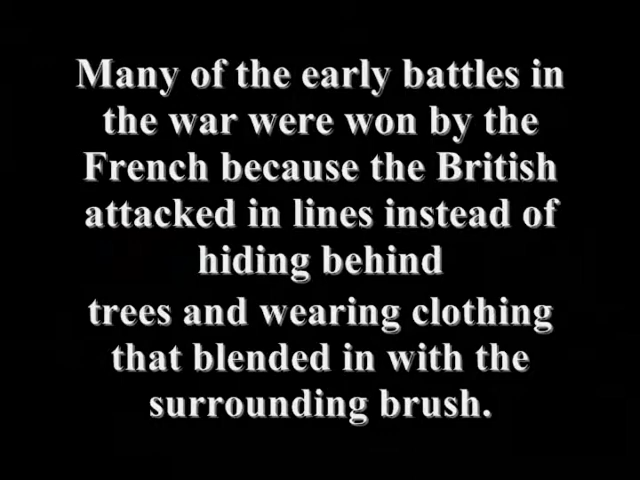 Many of the early battles in
the war were won by the
French because the British
attacked in lines instead of
hiding behind
trees and wearing clothing
that blended in with the
surrounding brush.